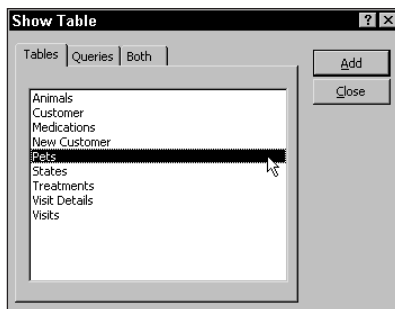 Show Table
Tables Queries Both
Add
Close
Animals
Customer
Medications
New Customer
Pets
States
Treatments
Visit Details
Visits